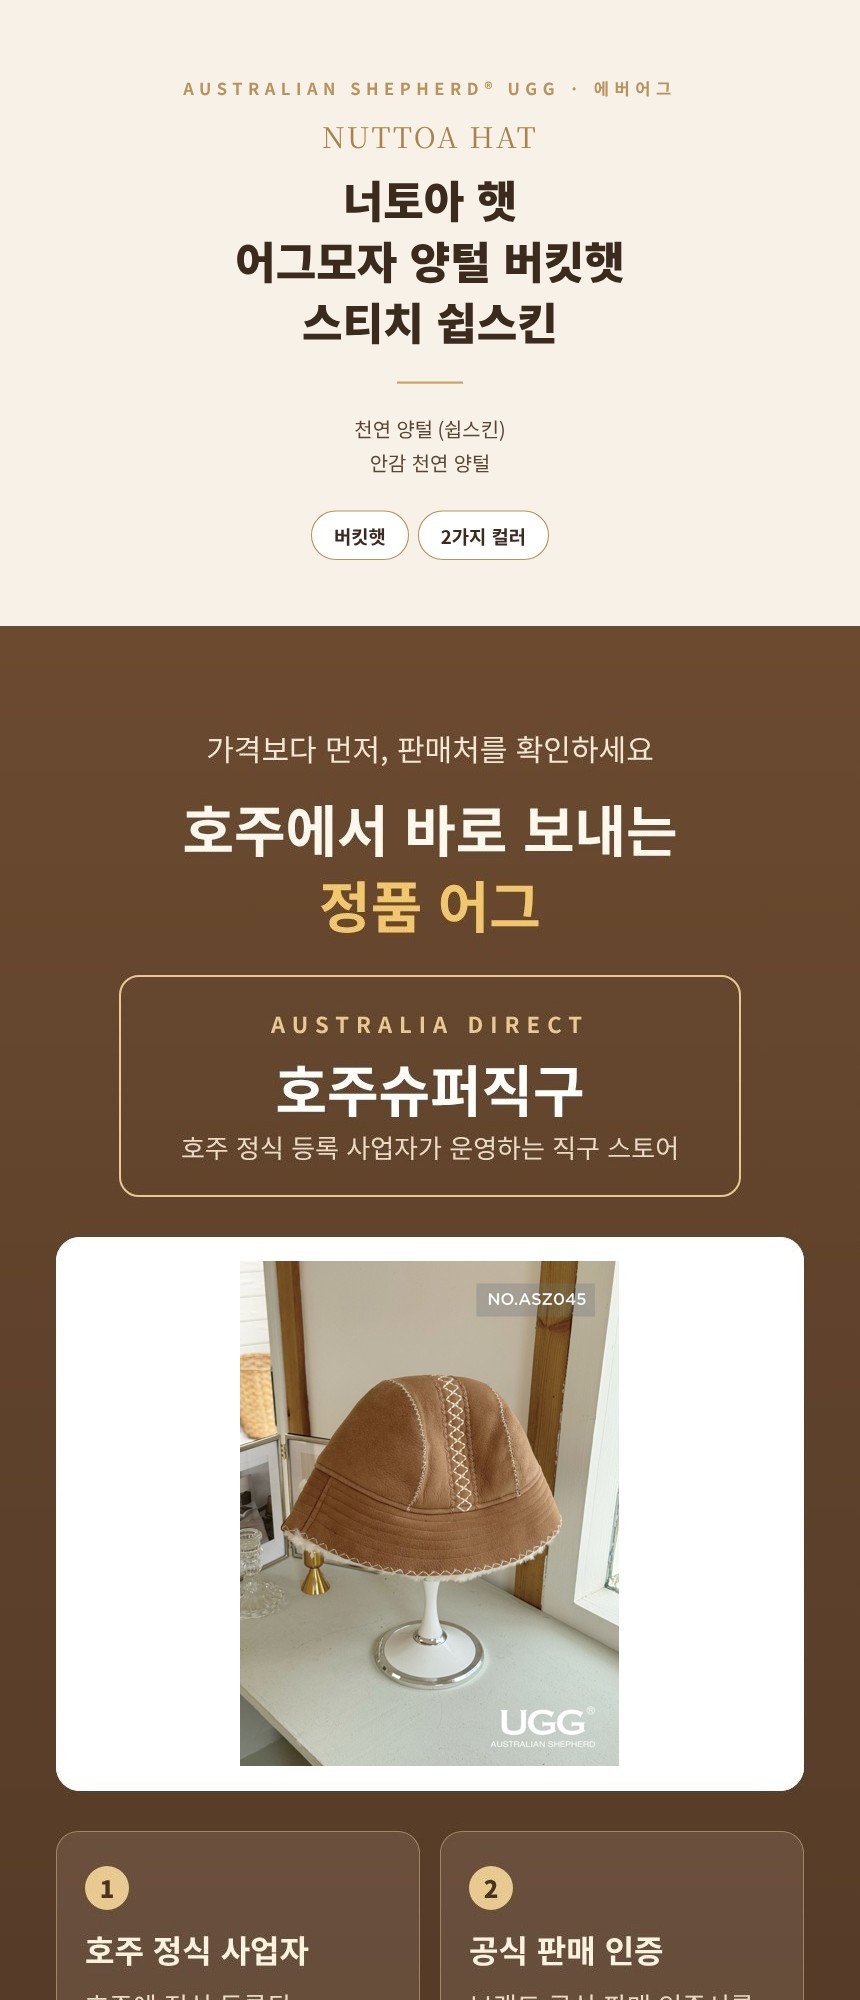 AUSTRALIAN SHEPHERD® UGG · 에버어그
NUTTOA HAT
너토아 햇
어그모자 양털 버킷햇
스티치 쉽스킨
천연 양털 (쉽스킨)
안감 천연 양털
버킷햇
2가지 컬러
가격보다 먼저, 판매처를 확인하세요
호주에서 바로 보내는
정품 어그
AUSTRALIA DIRECT
호주슈퍼직구
호주 정식 등록 사업자가 운영하는 직구 스토어
NO.ASZ045
UGG®
AUSTRALIAN SHEPHERD
1
호주 정식 사업자
2
공식 판매 인증